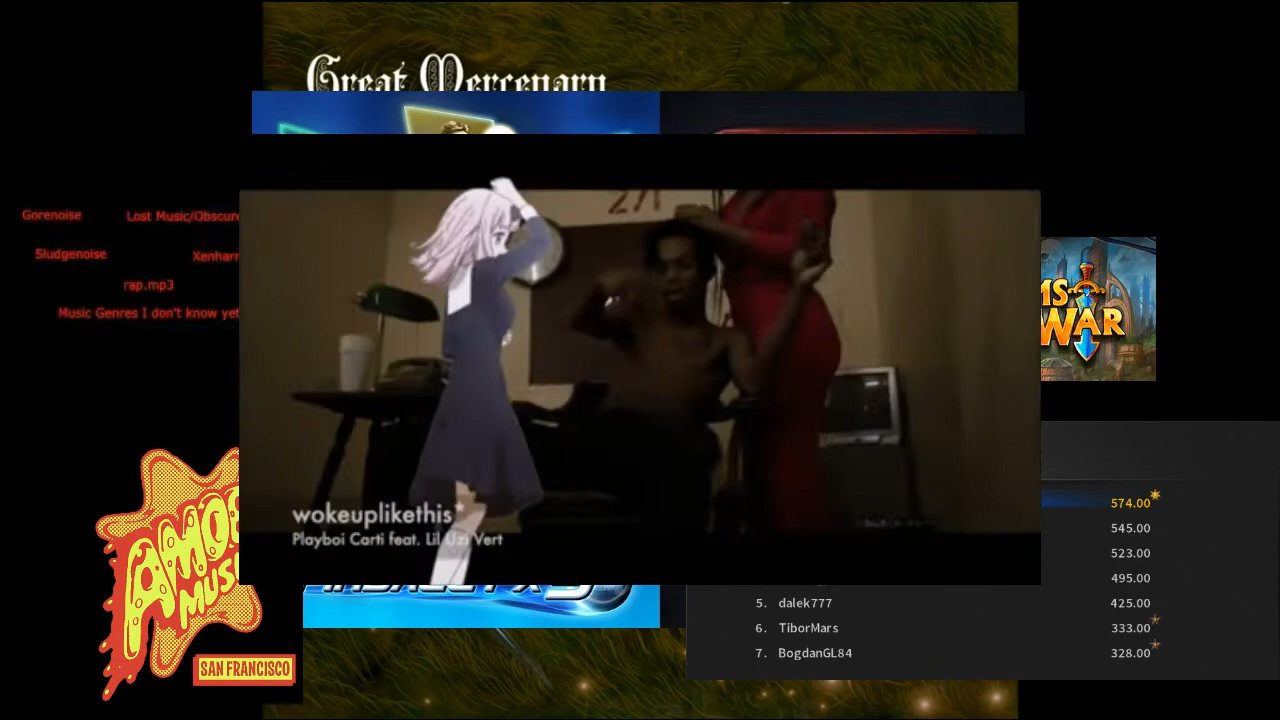 Great Mercenary
Gorenoise
Lost Music/Obscure
Sludgenoise
rap.mp3
Music Genres I don't know yet
WAR
wokeuplikethis*
Playboi Carti feat. Lil Uzi Vert
574.00
545.00
523.00
495.00
5. dalek777 425.00
6. TiborMars 333.00
7. BogdanGL84 328.00
SAN FRANCISCO